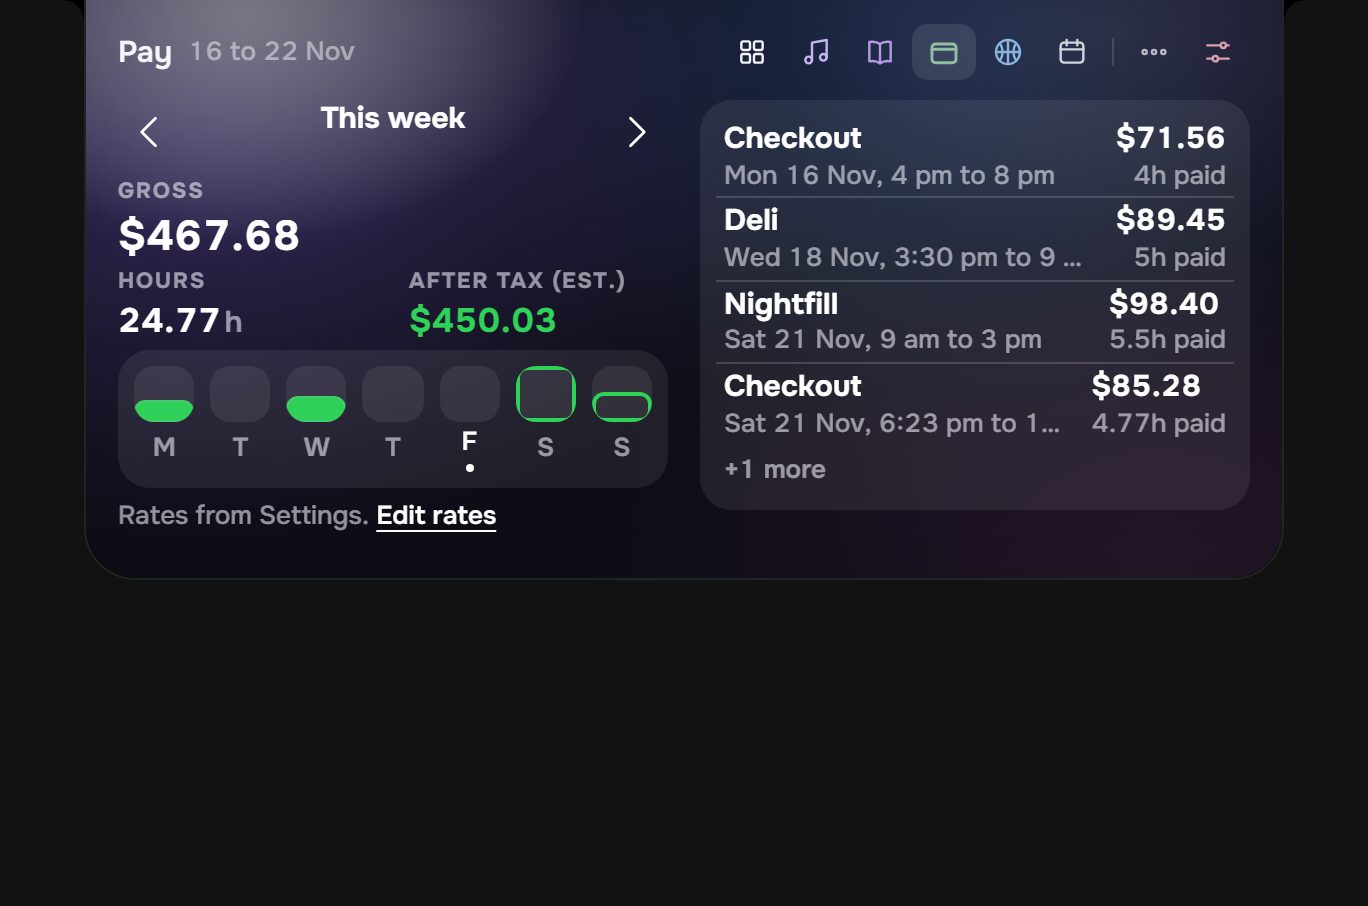 Pay 16 to 22 Nov
This week
GROSS
$467.68
HOURS
24.77h
AFTER TAX (EST.)
$450.03
M T W T F S S
Rates from Settings. Edit rates
Checkout $71.56
Mon 16 Nov, 4 pm to 8 pm 4h paid
Deli $89.45
Wed 18 Nov, 3:30 pm to 9 ... 5h paid
Nightfill $98.40
Sat 21 Nov, 9 am to 3 pm 5.5h paid
Checkout $85.28
Sat 21 Nov, 6:23 pm to 1... 4.77h paid
+1 more